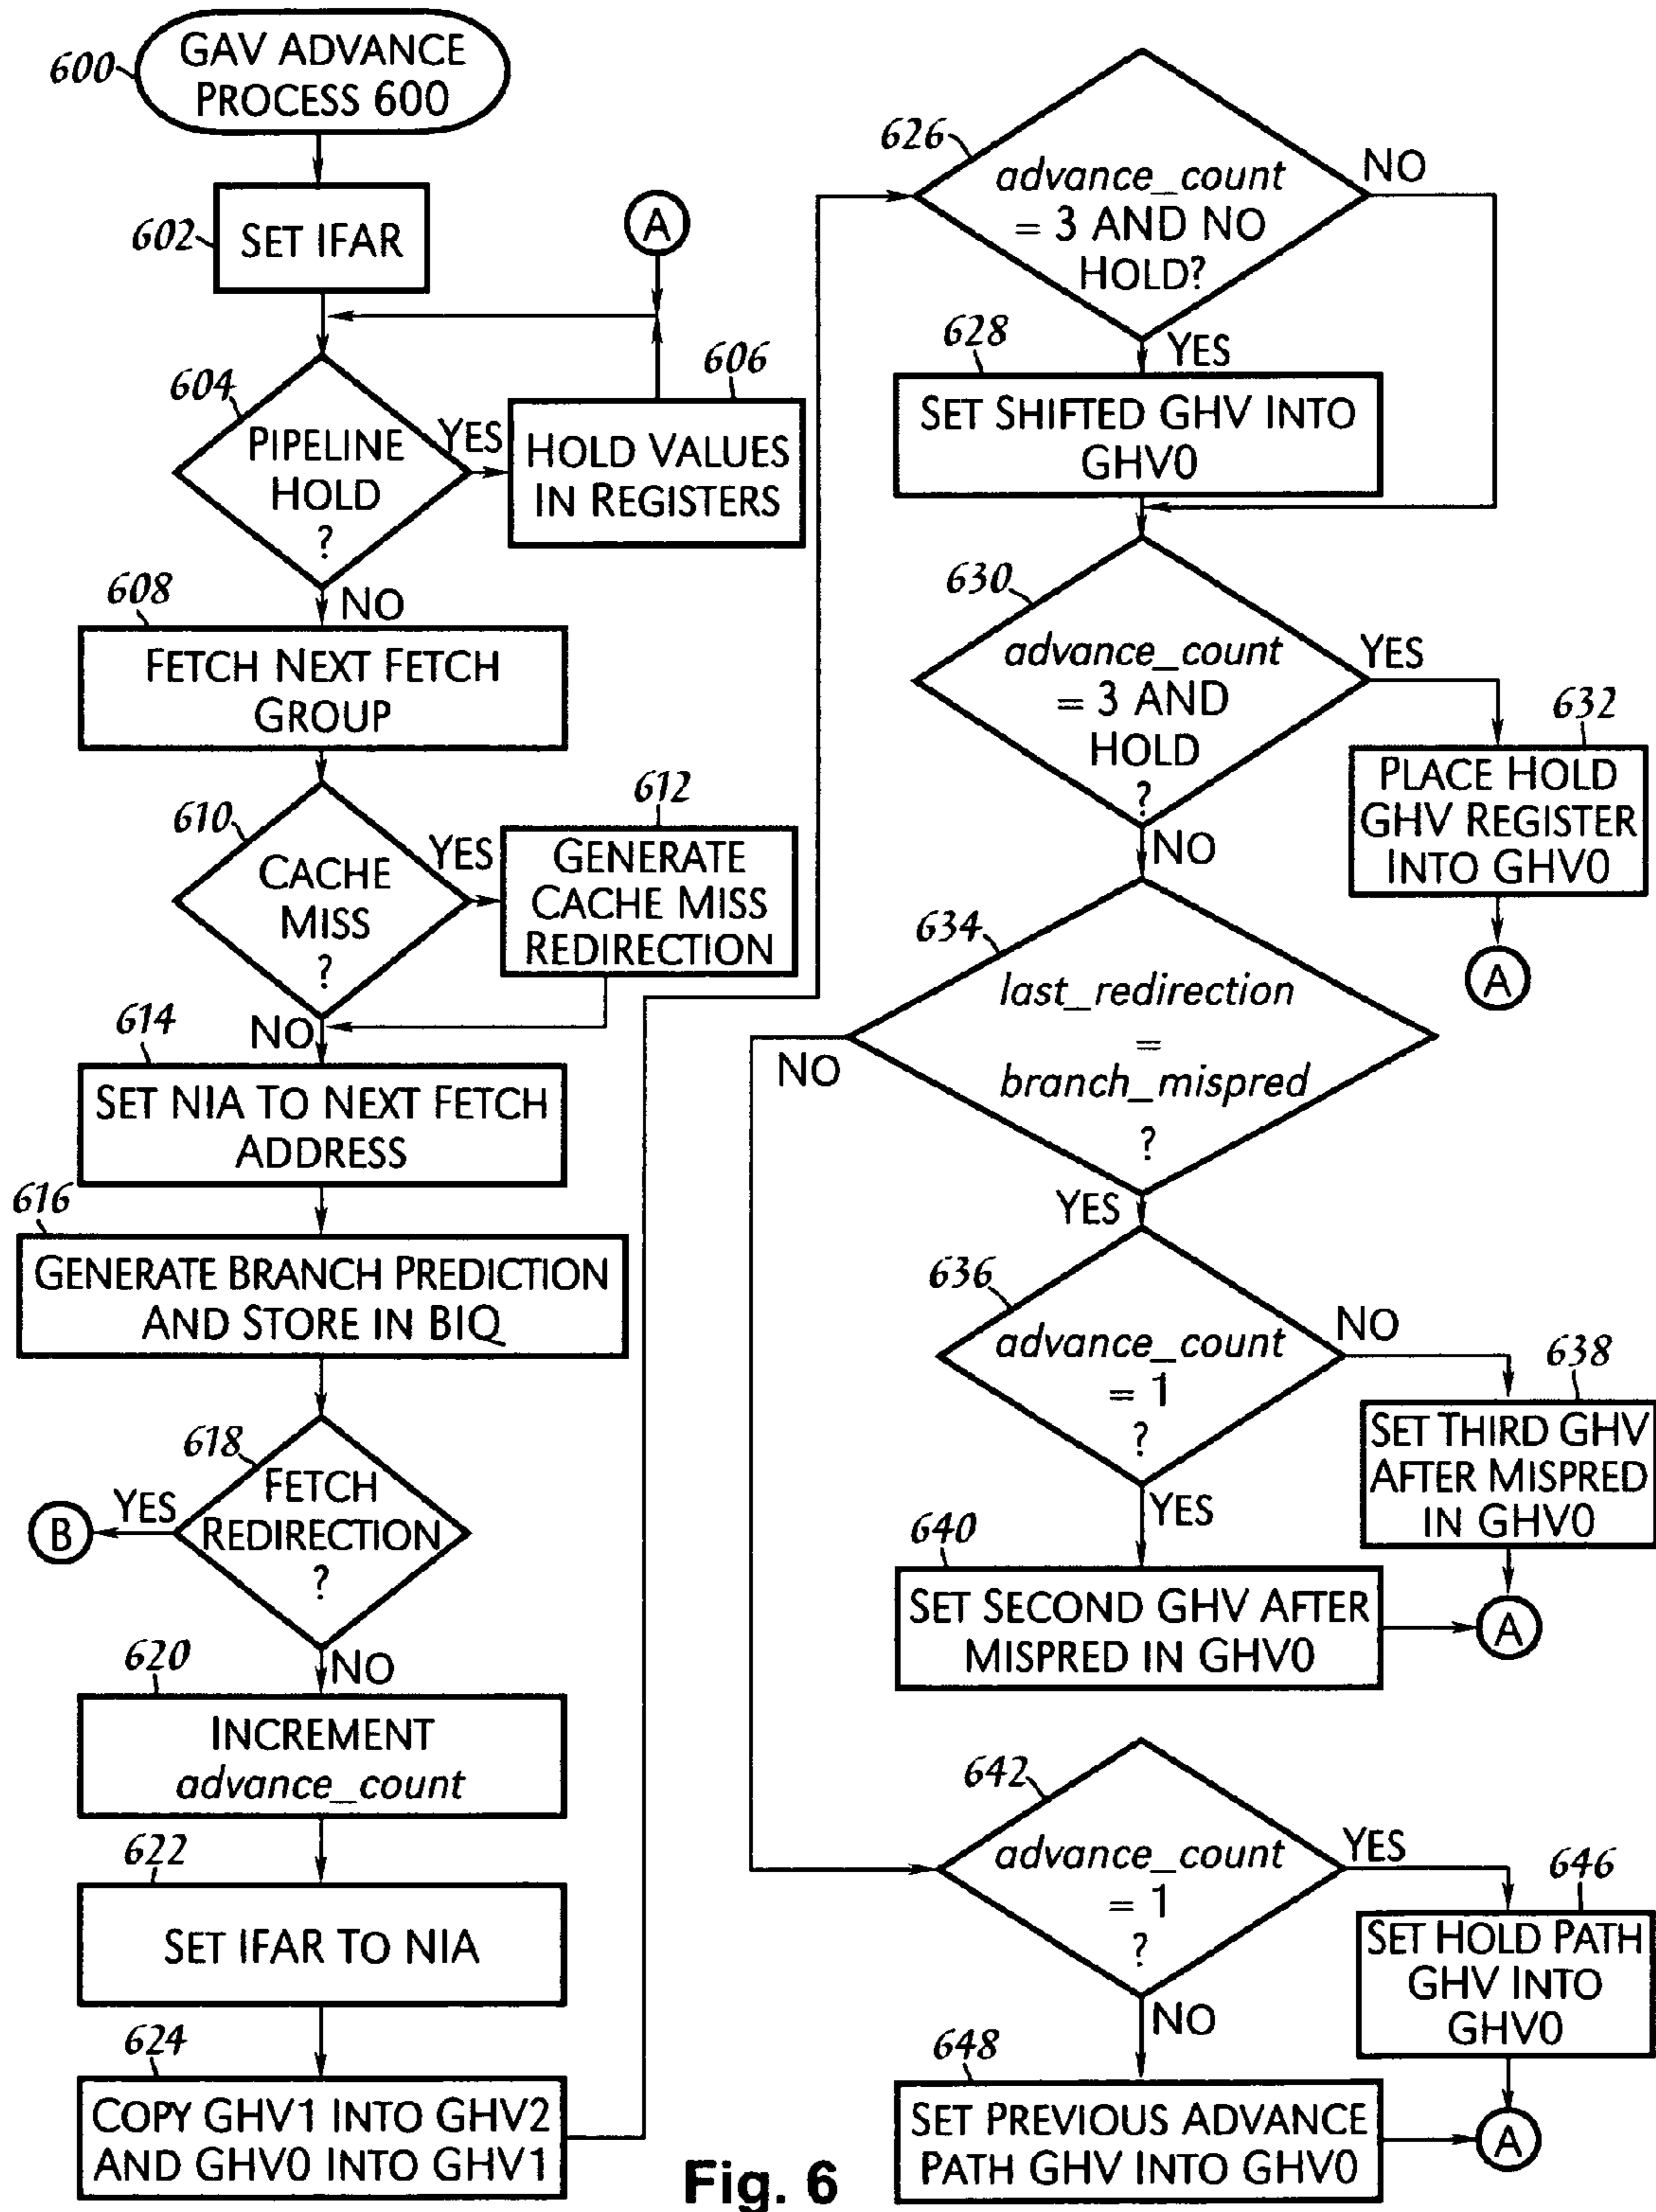 600
GAV ADVANCE
PROCESS 600
602
SET IFAR
A
604
PIPELINE
HOLD
?
YES
606
HOLD VALUES
IN REGISTERS
NO
608
FETCH NEXT FETCH
GROUP
610
CACHE
MISS
?
YES
612
GENERATE
CACHE MISS
REDIRECTION
NO
614
SET NIA TO NEXT FETCH
ADDRESS
616
GENERATE BRANCH PREDICTION
AND STORE IN BIQ
618
FETCH
REDIRECTION
?
YES
B
NO
620
INCREMENT
advance_count
622
SET IFAR TO NIA
624
COPY GHV1 INTO GHV2
AND GHV0 INTO GHV1
626
advance_count
= 3 AND NO
HOLD?
NO
YES
628
SET SHIFTED GHV INTO
GHV0
630
advance_count
= 3 AND
HOLD
?
YES
632
PLACE HOLD
GHV REGISTER
INTO GHV0
A
NO
634
last_redirection
=
branch_mispred
?
NO
YES
636
advance_count
= 1
?
NO
638
SET THIRD GHV
AFTER MISPRED
IN GHV0
YES
640
SET SECOND GHV AFTER
MISPRED IN GHV0
A
642
advance_count
= 1
?
YES
646
SET HOLD PATH
GHV INTO
GHV0
NO
648
SET PREVIOUS ADVANCE
PATH GHV INTO GHV0
A
Fig. 6